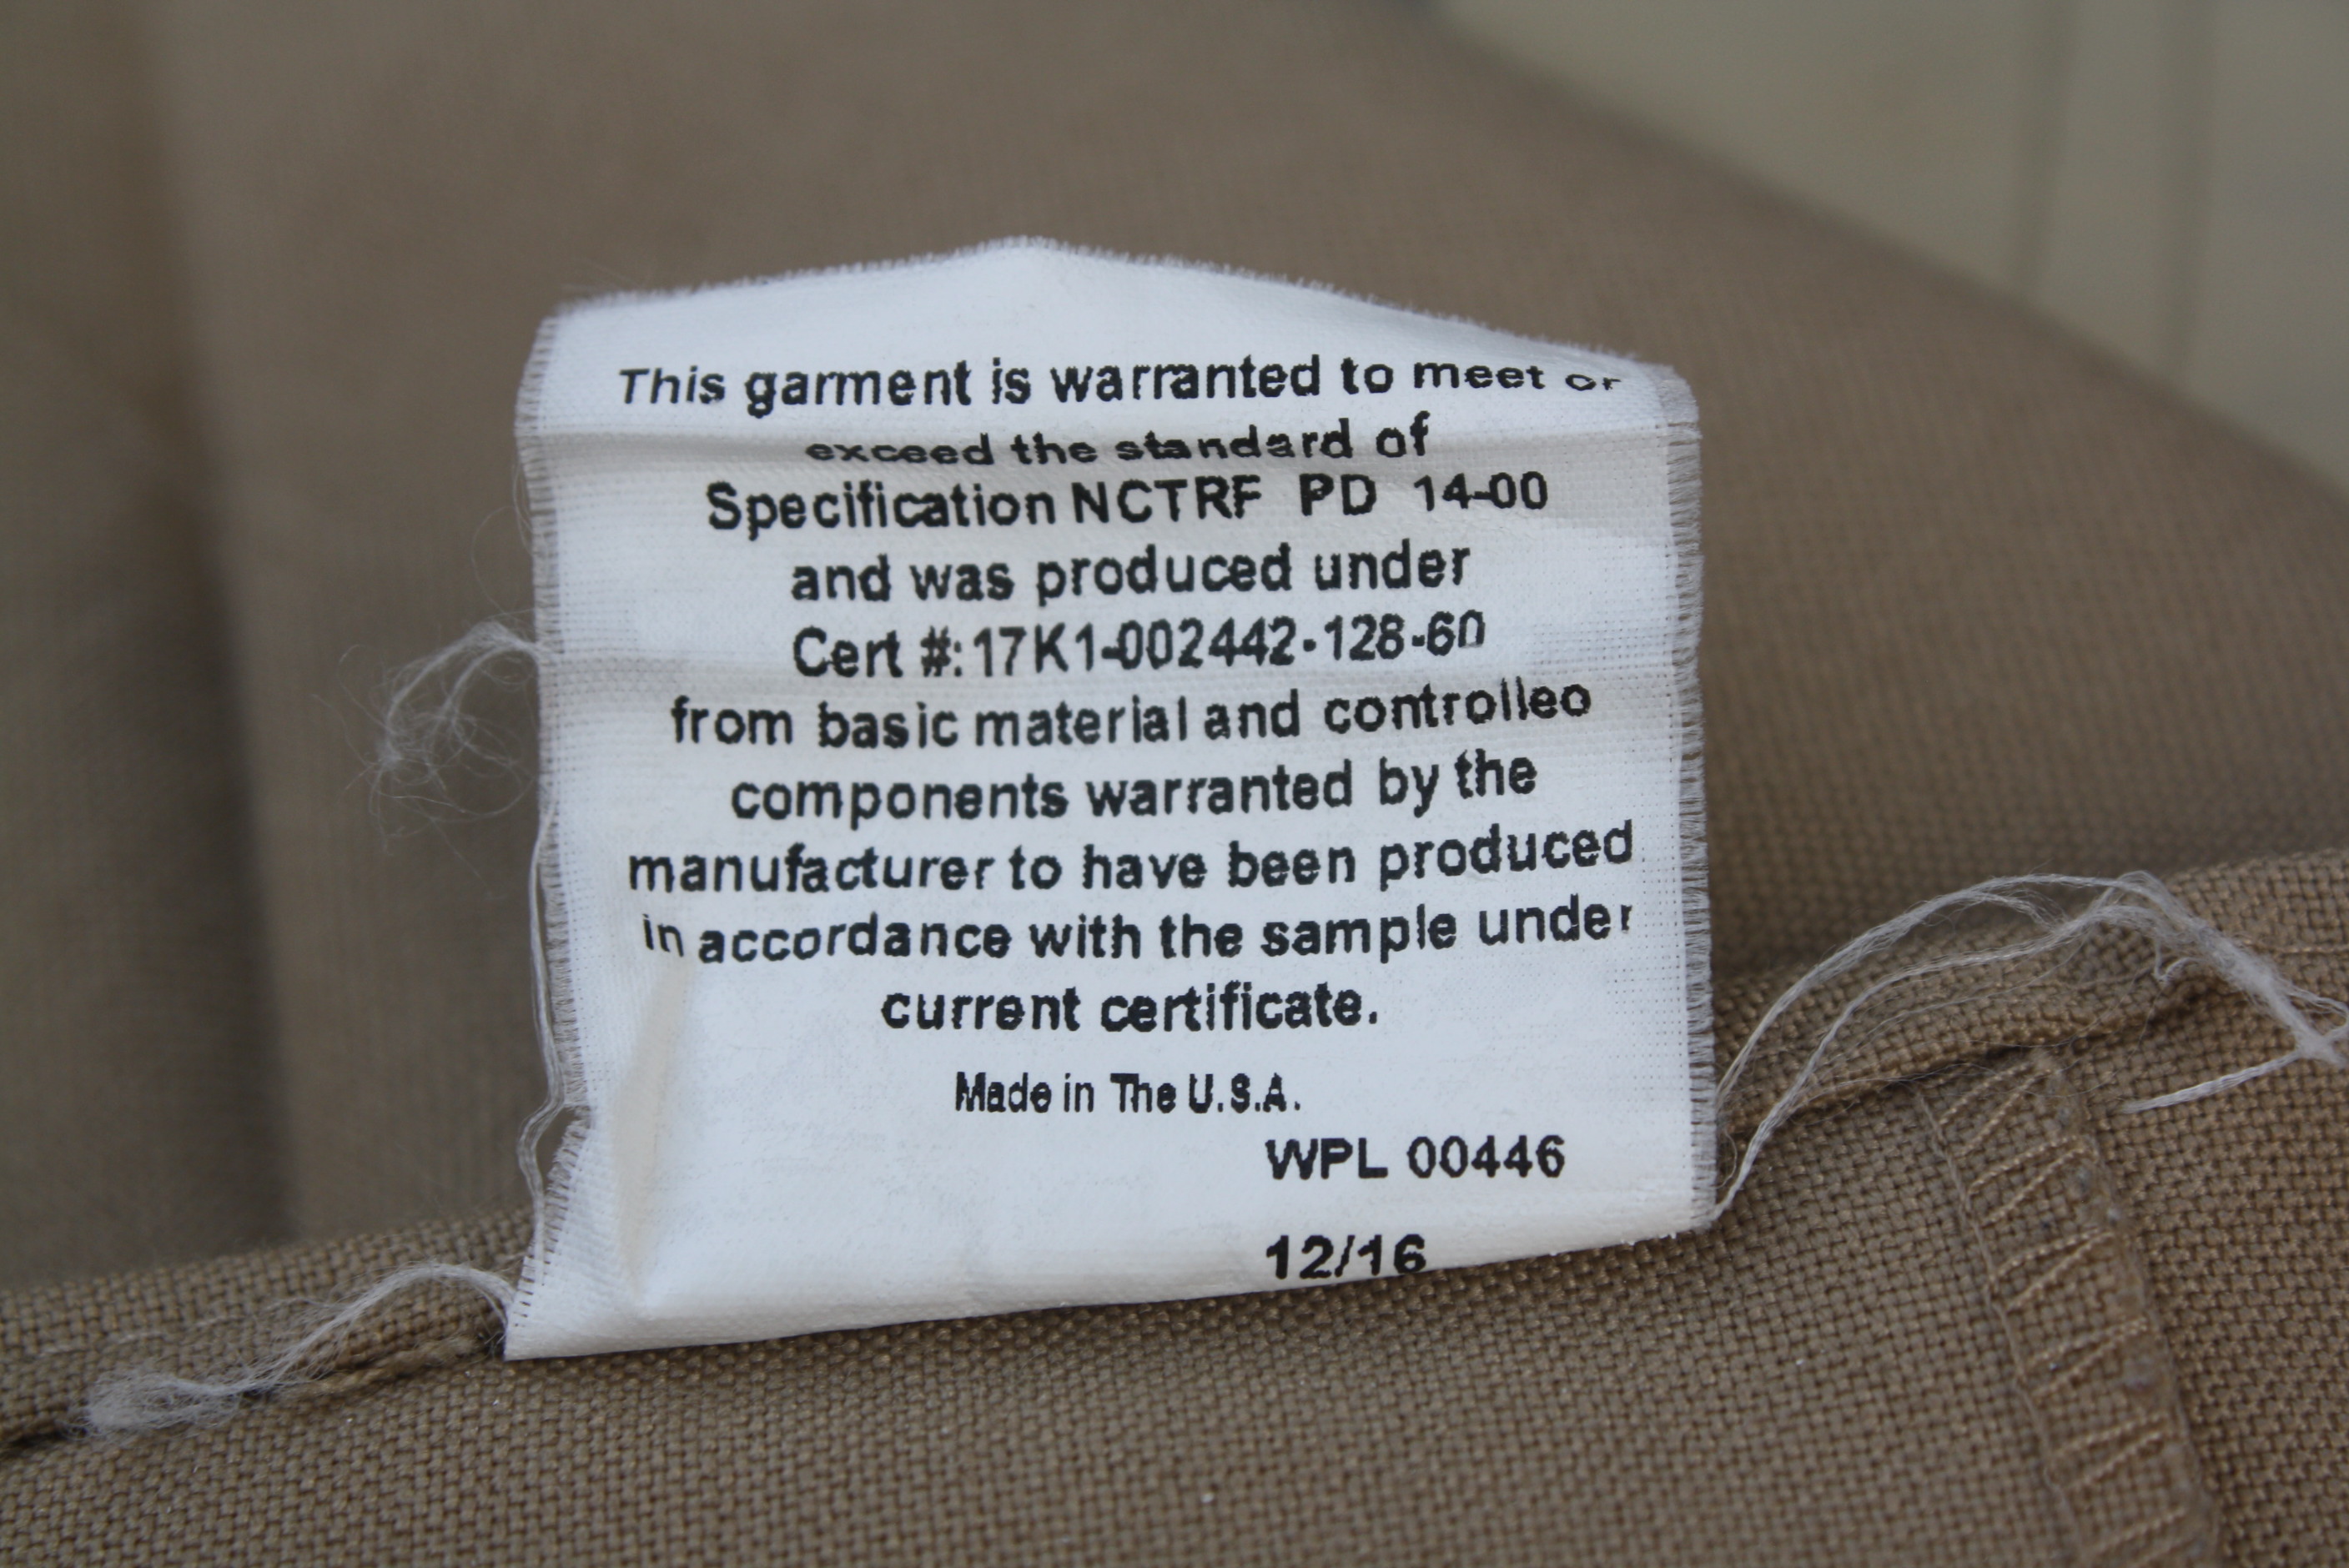 This garment is warranted to meet or
exceed the standard of
Specification NCTRF PD 14-00
and was produced under
Cert #:17K1-002442-128-60
from basic material and controlled
components warranted by the
manufacturer to have been produced
in accordance with the sample under
current certificate.
Made in The U.S.A.
WPL 00446
12/16